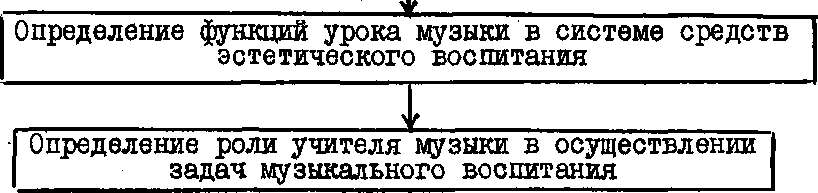 Определение функций урока музыки в системе средств
эстетического воспитания
Определение роли учителя музыки в осуществлении
задач музыкального воспитания